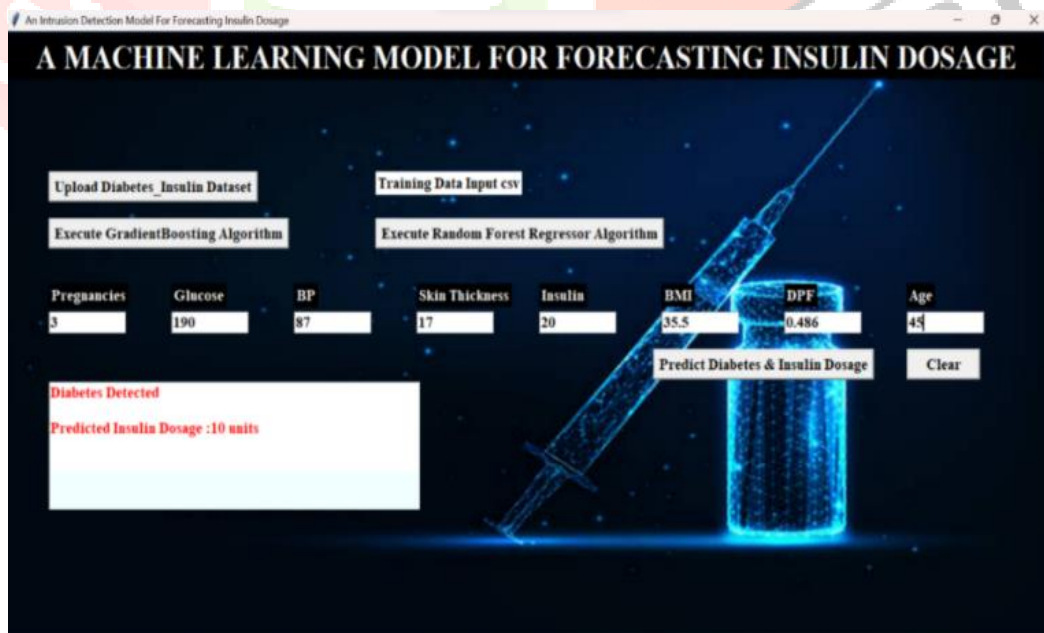 An Intrusion Detection Model For Forecasting Insulin Dosage
A MACHINE LEARNING MODEL FOR FORECASTING INSULIN DOSAGE
Upload Diabetes_Insulin Dataset
Training Data Input csv
Execute GradientBoosting Algorithm
Execute Random Forest Regressor Algorithm
Pregnancies Glucose BP Skin Thickness Insulin BMI DPF Age
3 190 87 17 20 35.5 0.486 45
Predict Diabetes & Insulin Dosage
Clear
Diabetes Detected
Predicted Insulin Dosage :10 units